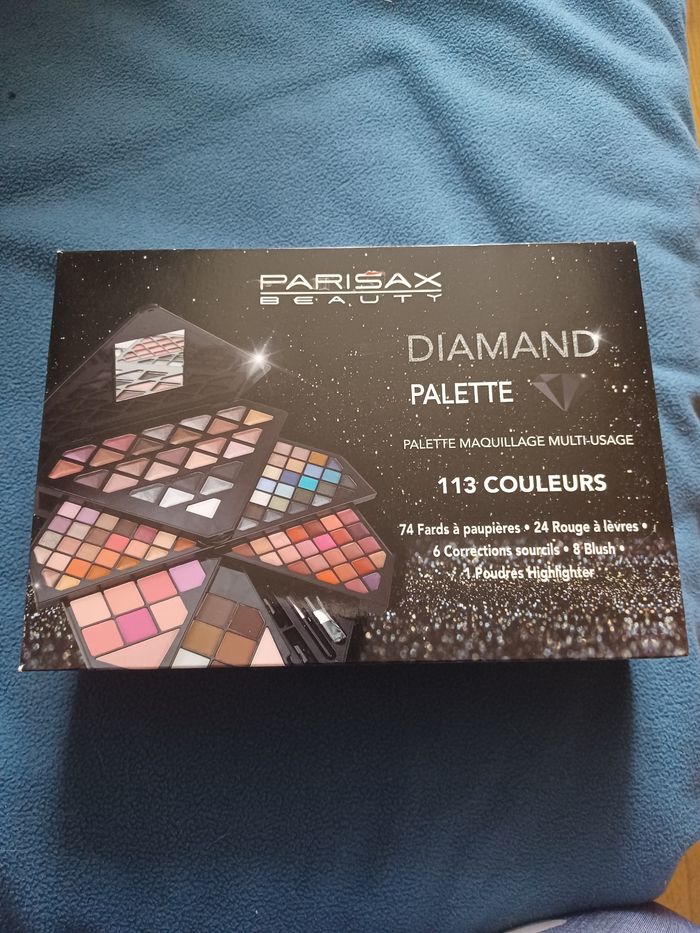 PARISAX
BEAUTY
DIAMAND
PALETTE
PALETTE MAQUILLAGE MULTI-USAGE
113 COULEURS
74 Fards à paupières • 24 Rouge à lèvres •
6 Corrections sourcils • 8 Blush •
1 Poudres Highlighter